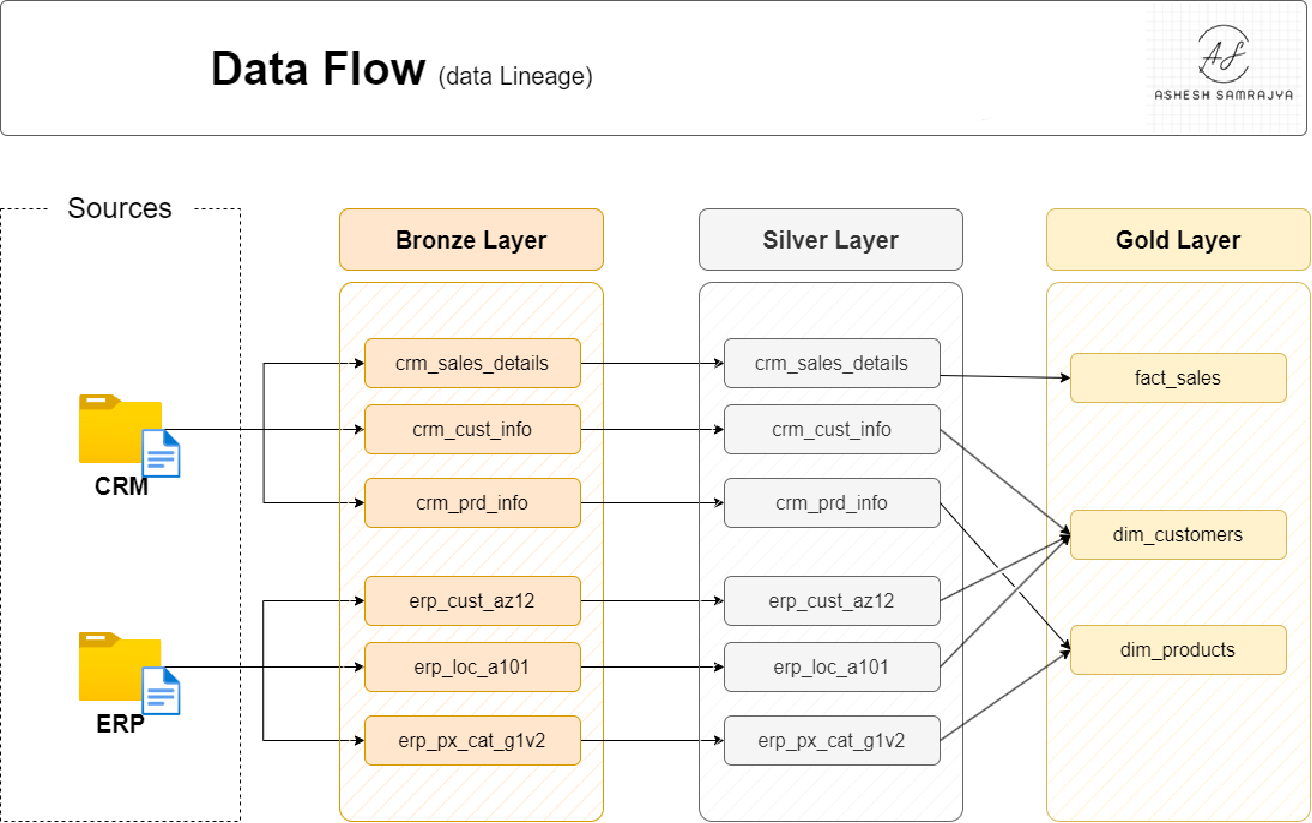 Data Flow (data Lineage)
AS
ASHESH SAMRAJYA
Sources
CRM
ERP
Bronze Layer
crm_sales_details
crm_cust_info
crm_prd_info
erp_cust_az12
erp_loc_a101
erp_px_cat_g1v2
Silver Layer
crm_sales_details
crm_cust_info
crm_prd_info
erp_cust_az12
erp_loc_a101
erp_px_cat_g1v2
Gold Layer
fact_sales
dim_customers
dim_products